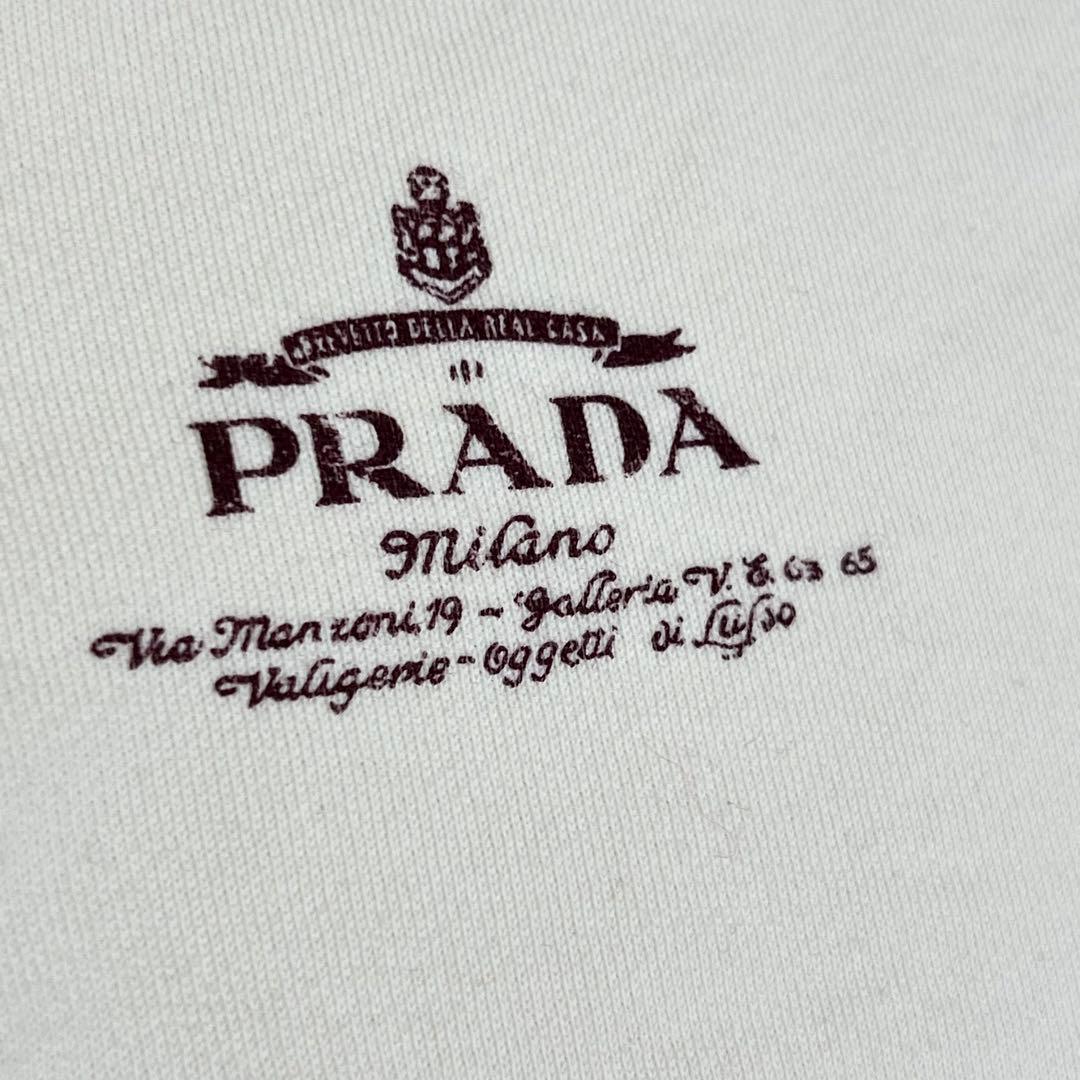 BREVETTO DELLA REAL CASA
PRADA
Milano
Via Manzoni, 19 - Galleria V. E. 63 65
Valigerie - Oggetti di Lusso